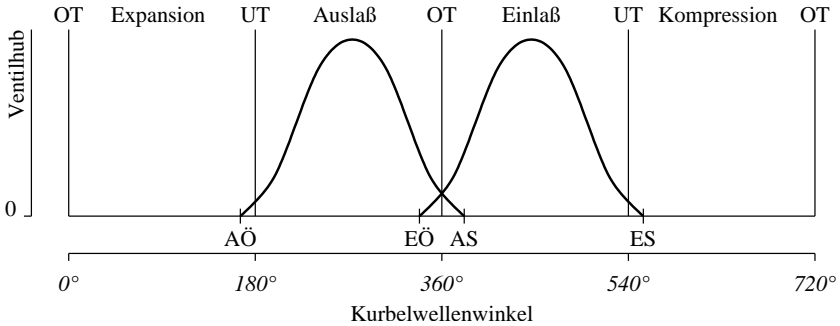 OT Expansion UT Auslaß OT Einlaß UT Kompression OT
Ventilhub
0
AÖ EÖ AS ES
0° 180° 360° 540° 720°
Kurbelwellenwinkel